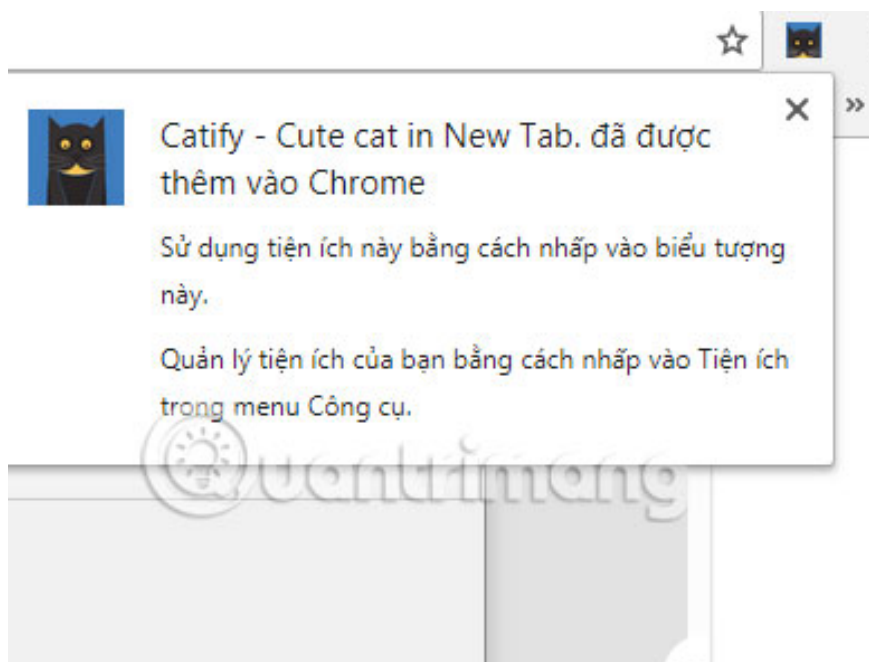 Catify - Cute cat in New Tab. đã được
thêm vào Chrome
Sử dụng tiện ích này bằng cách nhấp vào biểu tượng
này.
Quản lý tiện ích của bạn bằng cách nhấp vào Tiện ích
trong menu Công cụ.
Quantrimang